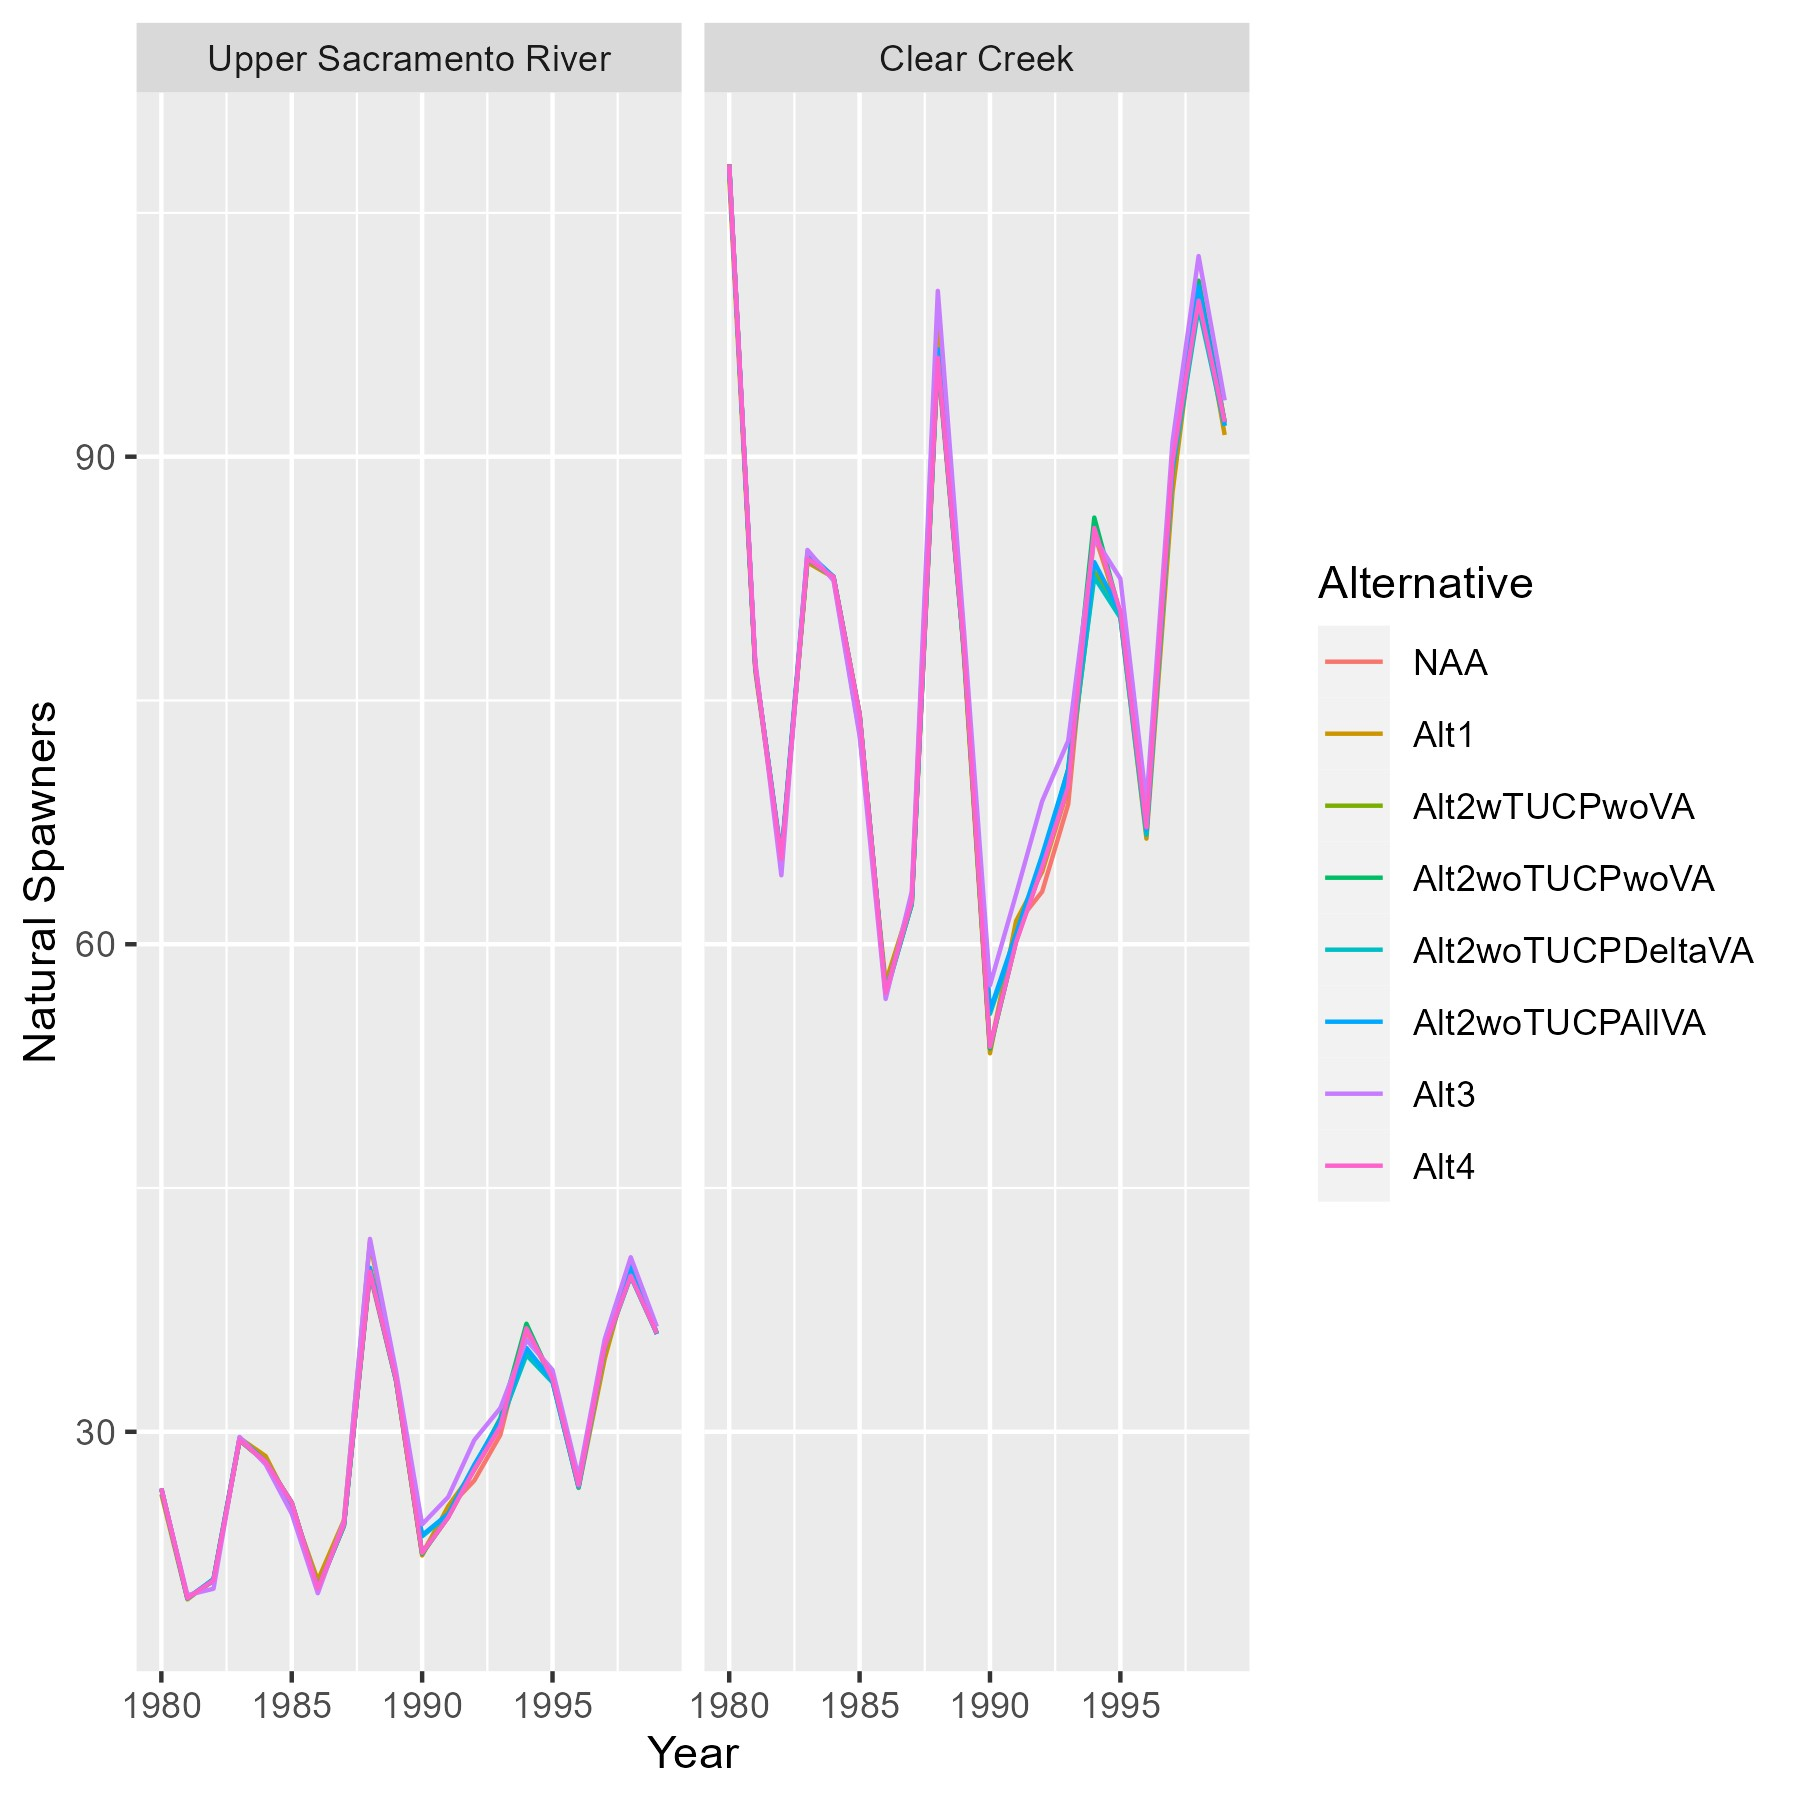 Upper Sacramento River
Clear Creek
90
60
30
Natural Spawners
1980 1985 1990 1995
1980 1985 1990 1995
Year
Alternative
NAA
Alt1
Alt2wTUCPwoVA
Alt2woTUCPwoVA
Alt2woTUCPDeltaVA
Alt2woTUCPAllVA
Alt3
Alt4